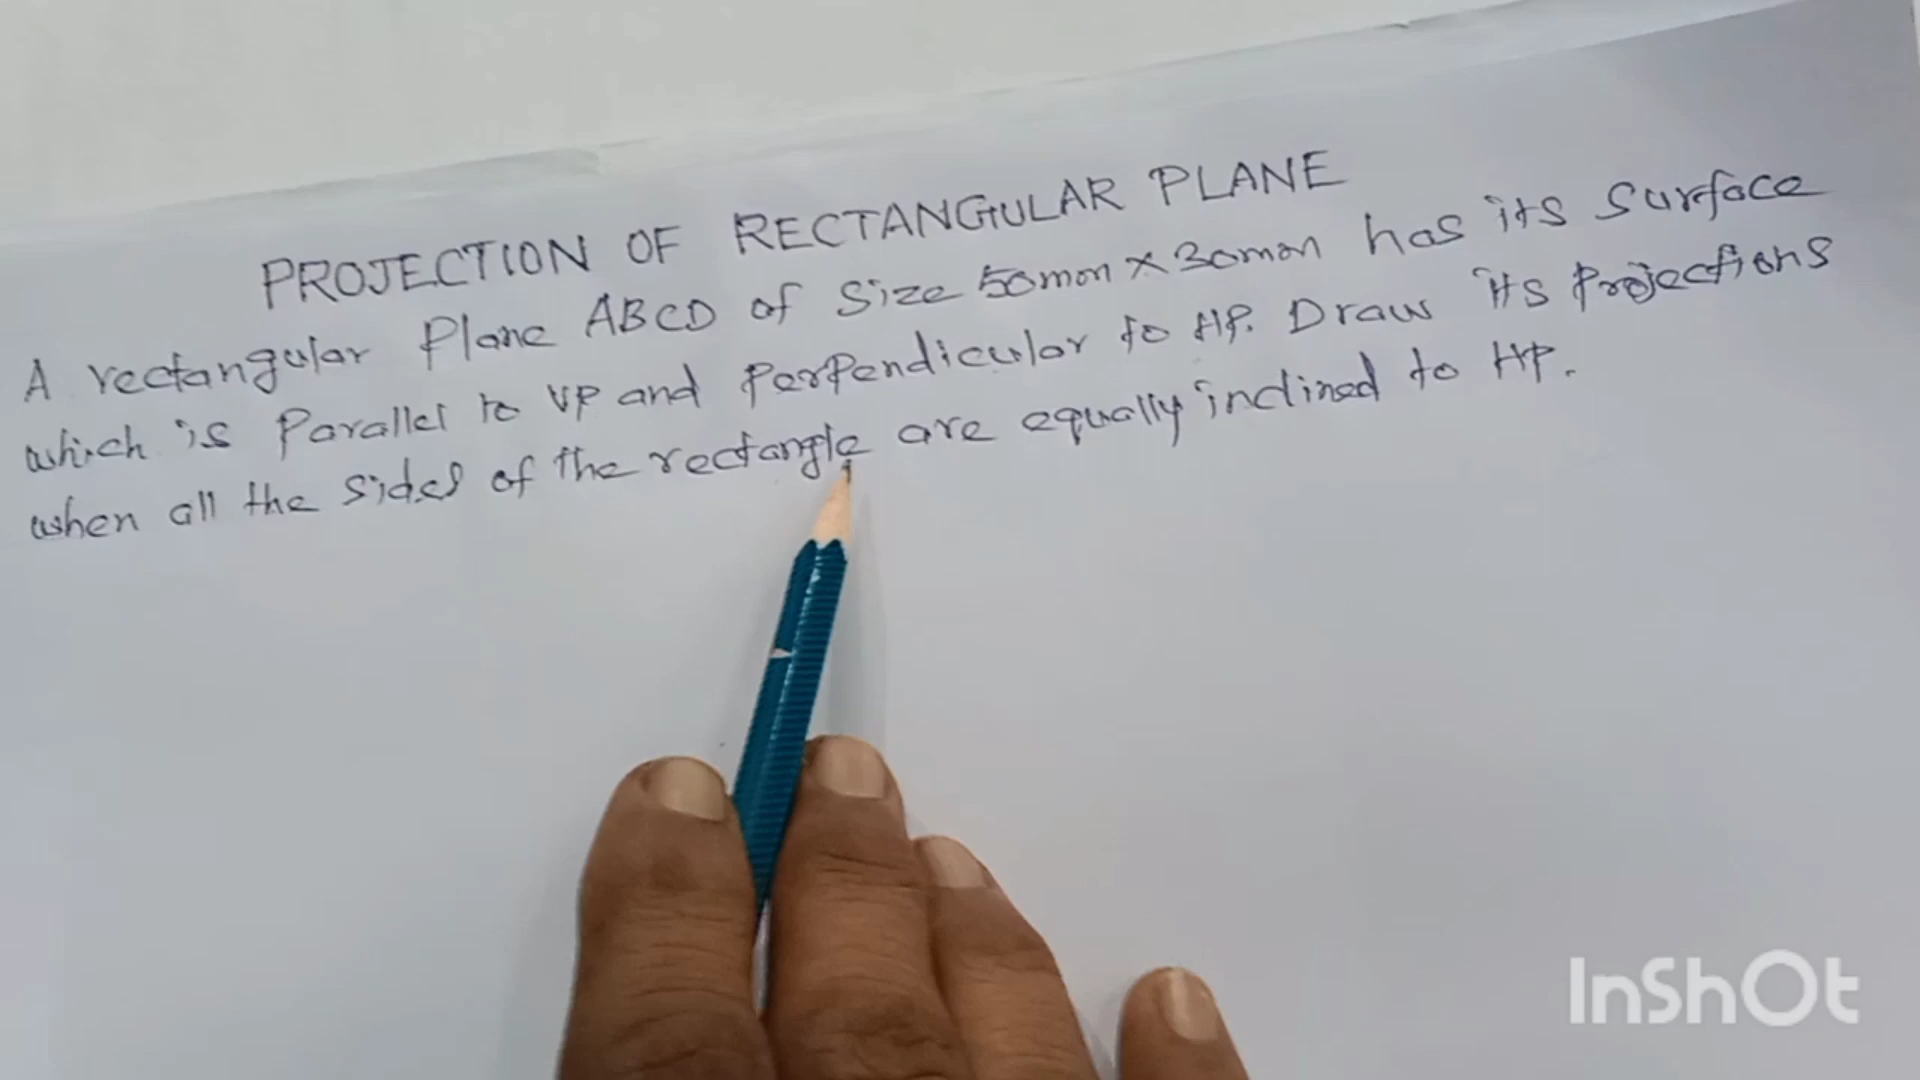 PROJECTION OF RECTANGULAR PLANE
A rectangular Plane ABCD of Size 50mm x 30mm has its Surface
which is Parallel to VP and Perpendicular to HP. Draw its Projections
when all the sides of the rectangle are equally inclined to HP.
InShOt